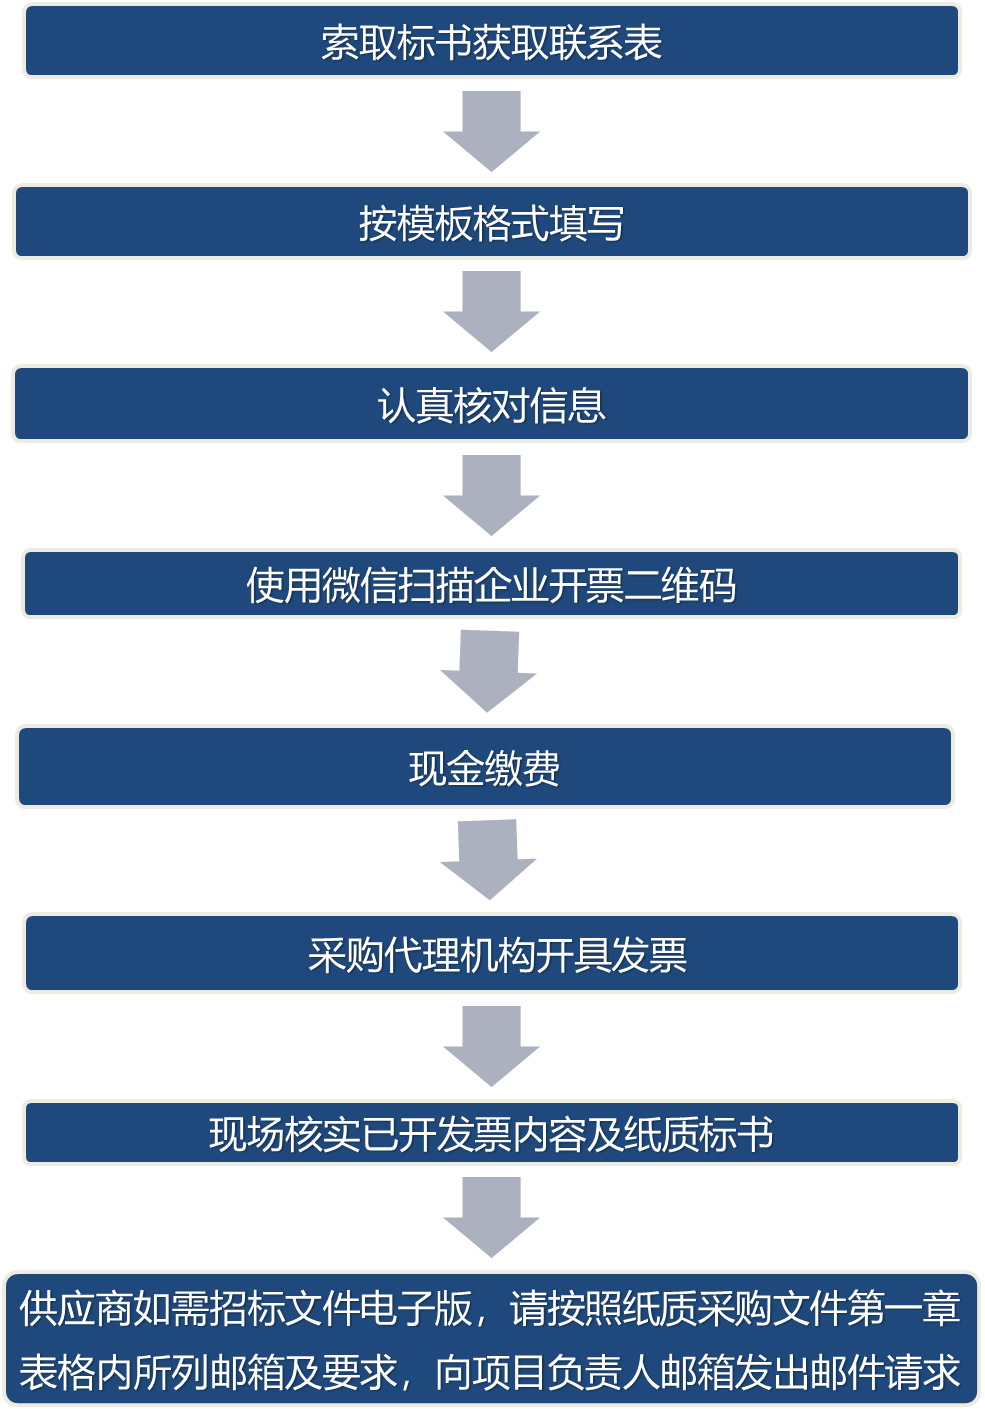 索取标书获取联系表
按模板格式填写
认真核对信息
使用微信扫描企业开票二维码
现金缴费
采购代理机构开具发票
现场核实已开发票内容及纸质标书
供应商如需招标文件电子版，请按照纸质采购文件第一章
表格内所列邮箱及要求，向项目负责人邮箱发出邮件请求